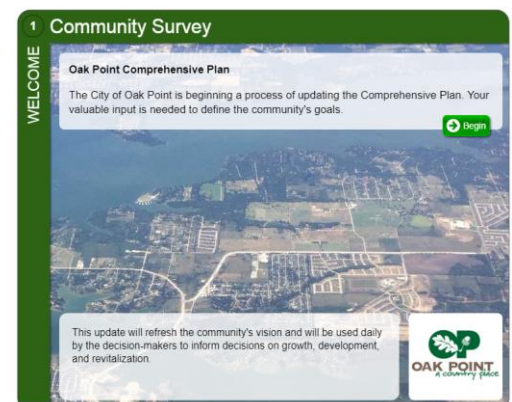 1 Community Survey
WELCOME
Oak Point Comprehensive Plan
The City of Oak Point is beginning a process of updating the Comprehensive Plan. Your
valuable input is needed to define the community's goals.
Begin
This update will refresh the community's vision and will be used daily
by the decision-makers to inform decisions on growth, development,
and revitalization.
OP
OAK POINT
a country place